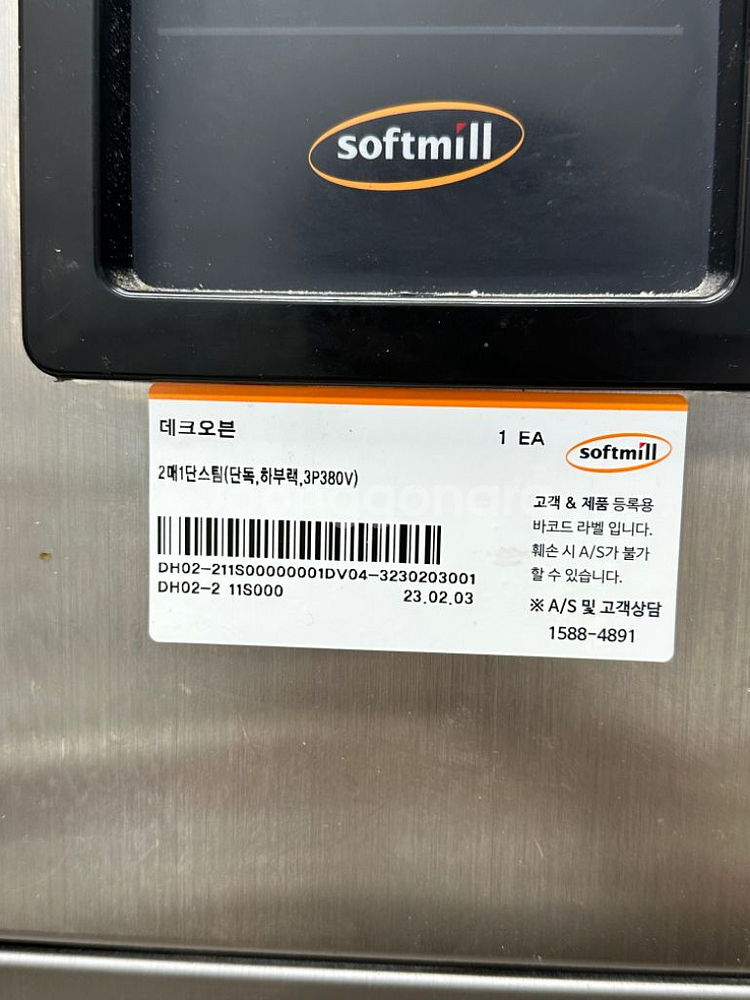 softmill
데크오븐
1 EA
softmill
2매1단스팀(단독,하부랙,3P380V)
고객 & 제품 등록용
바코드 라벨 입니다.
훼손 시 A/S가 불가
할 수 있습니다.
DH02-211S00000001DV04-3230203001
DH02-2 11S000
23.02.03
※ A/S 및 고객상담
1588-4891